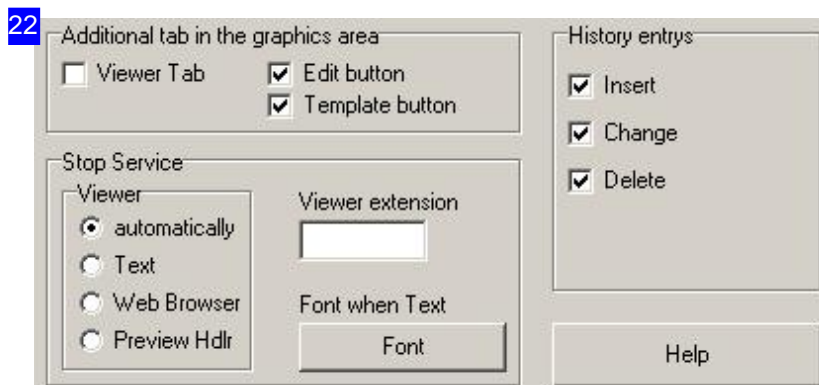 22
Additional tab in the graphics area
Viewer Tab
Edit button
Template button
Stop Service
Viewer
automatically
Text
Web Browser
Preview Hdlr
Viewer extension
Font when Text
Font
History entrys
Insert
Change
Delete
Help